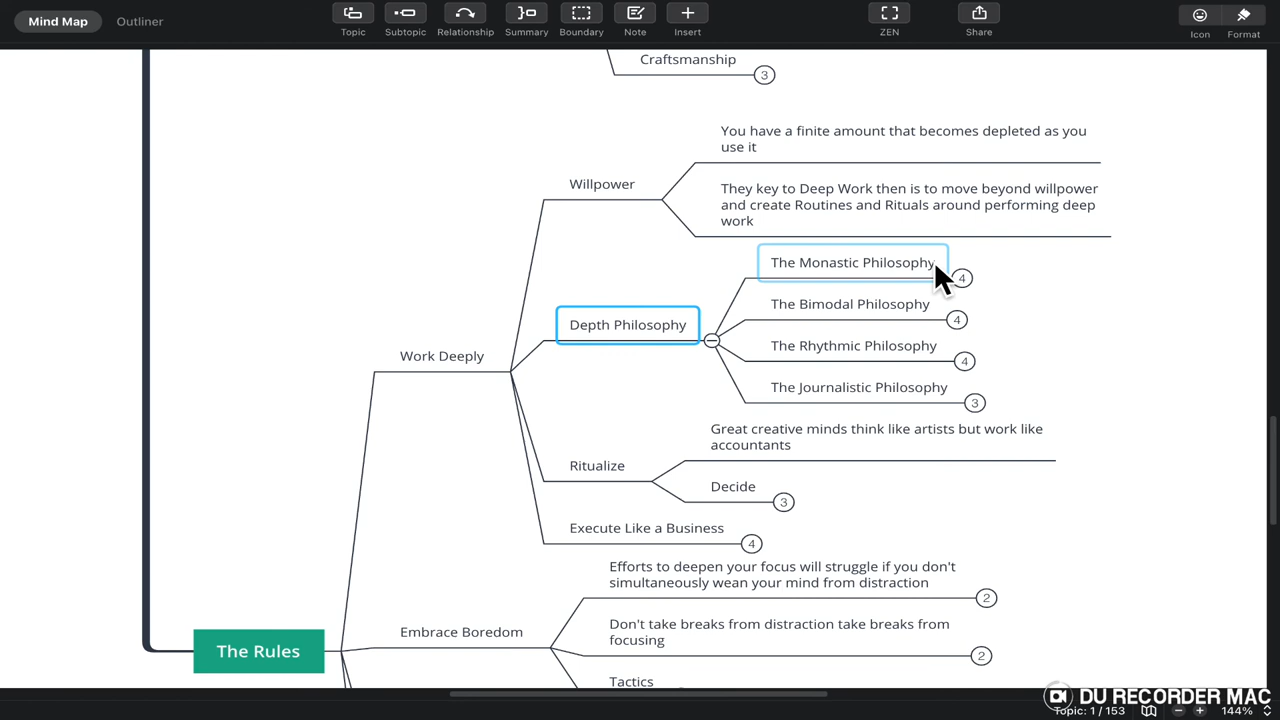 Mind Map
Outliner
Topic
Subtopic
Relationship
Summary
Boundary
Note
Insert
ZEN
Share
Icon
Format
Craftsmanship
3
You have a finite amount that becomes depleted as you
use it
Willpower
They key to Deep Work then is to move beyond willpower
and create Routines and Rituals around performing deep
work
The Monastic Philosophy
4
The Bimodal Philosophy
4
Depth Philosophy
The Rhythmic Philosophy
4
Work Deeply
The Journalistic Philosophy
3
Great creative minds think like artists but work like
accountants
Ritualize
Decide
3
Execute Like a Business
4
Efforts to deepen your focus will struggle if you don't
simultaneously wean your mind from distraction
2
Embrace Boredom
Don't take breaks from distraction take breaks from
focusing
2
The Rules
Tactics
DU RECORDER MAC
Topic: 1 / 153
144%